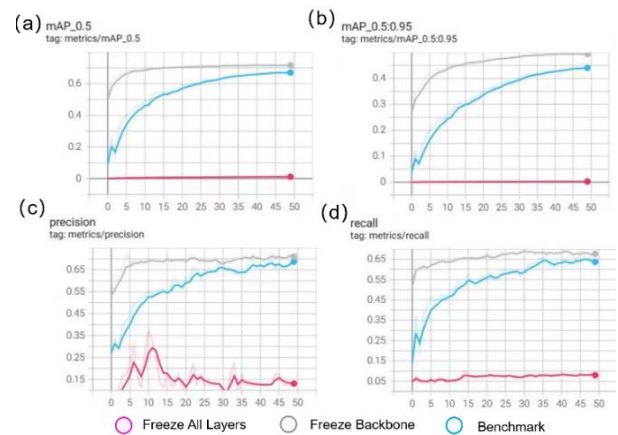 (a) mAP_0.5
tag: metrics/mAP_0.5
0.6
0.4
0.2
0
0 5 10 15 20 25 30 35 40 45 50
(b) mAP_0.5:0.95
tag: metrics/mAP_0.5:0.95
0.4
0.3
0.2
0.1
0
0 5 10 15 20 25 30 35 40 45 50
(c)
precision
tag: metrics/precision
0.65
0.55
0.45
0.35
0.25
0.15
0 5 10 15 20 25 30 35 40 45 50
(d) recall
tag: metrics/recall
0.65
0.55
0.45
0.35
0.25
0.15
0.05
0 5 10 15 20 25 30 35 40 45 50
Freeze All Layers Freeze Backbone Benchmark